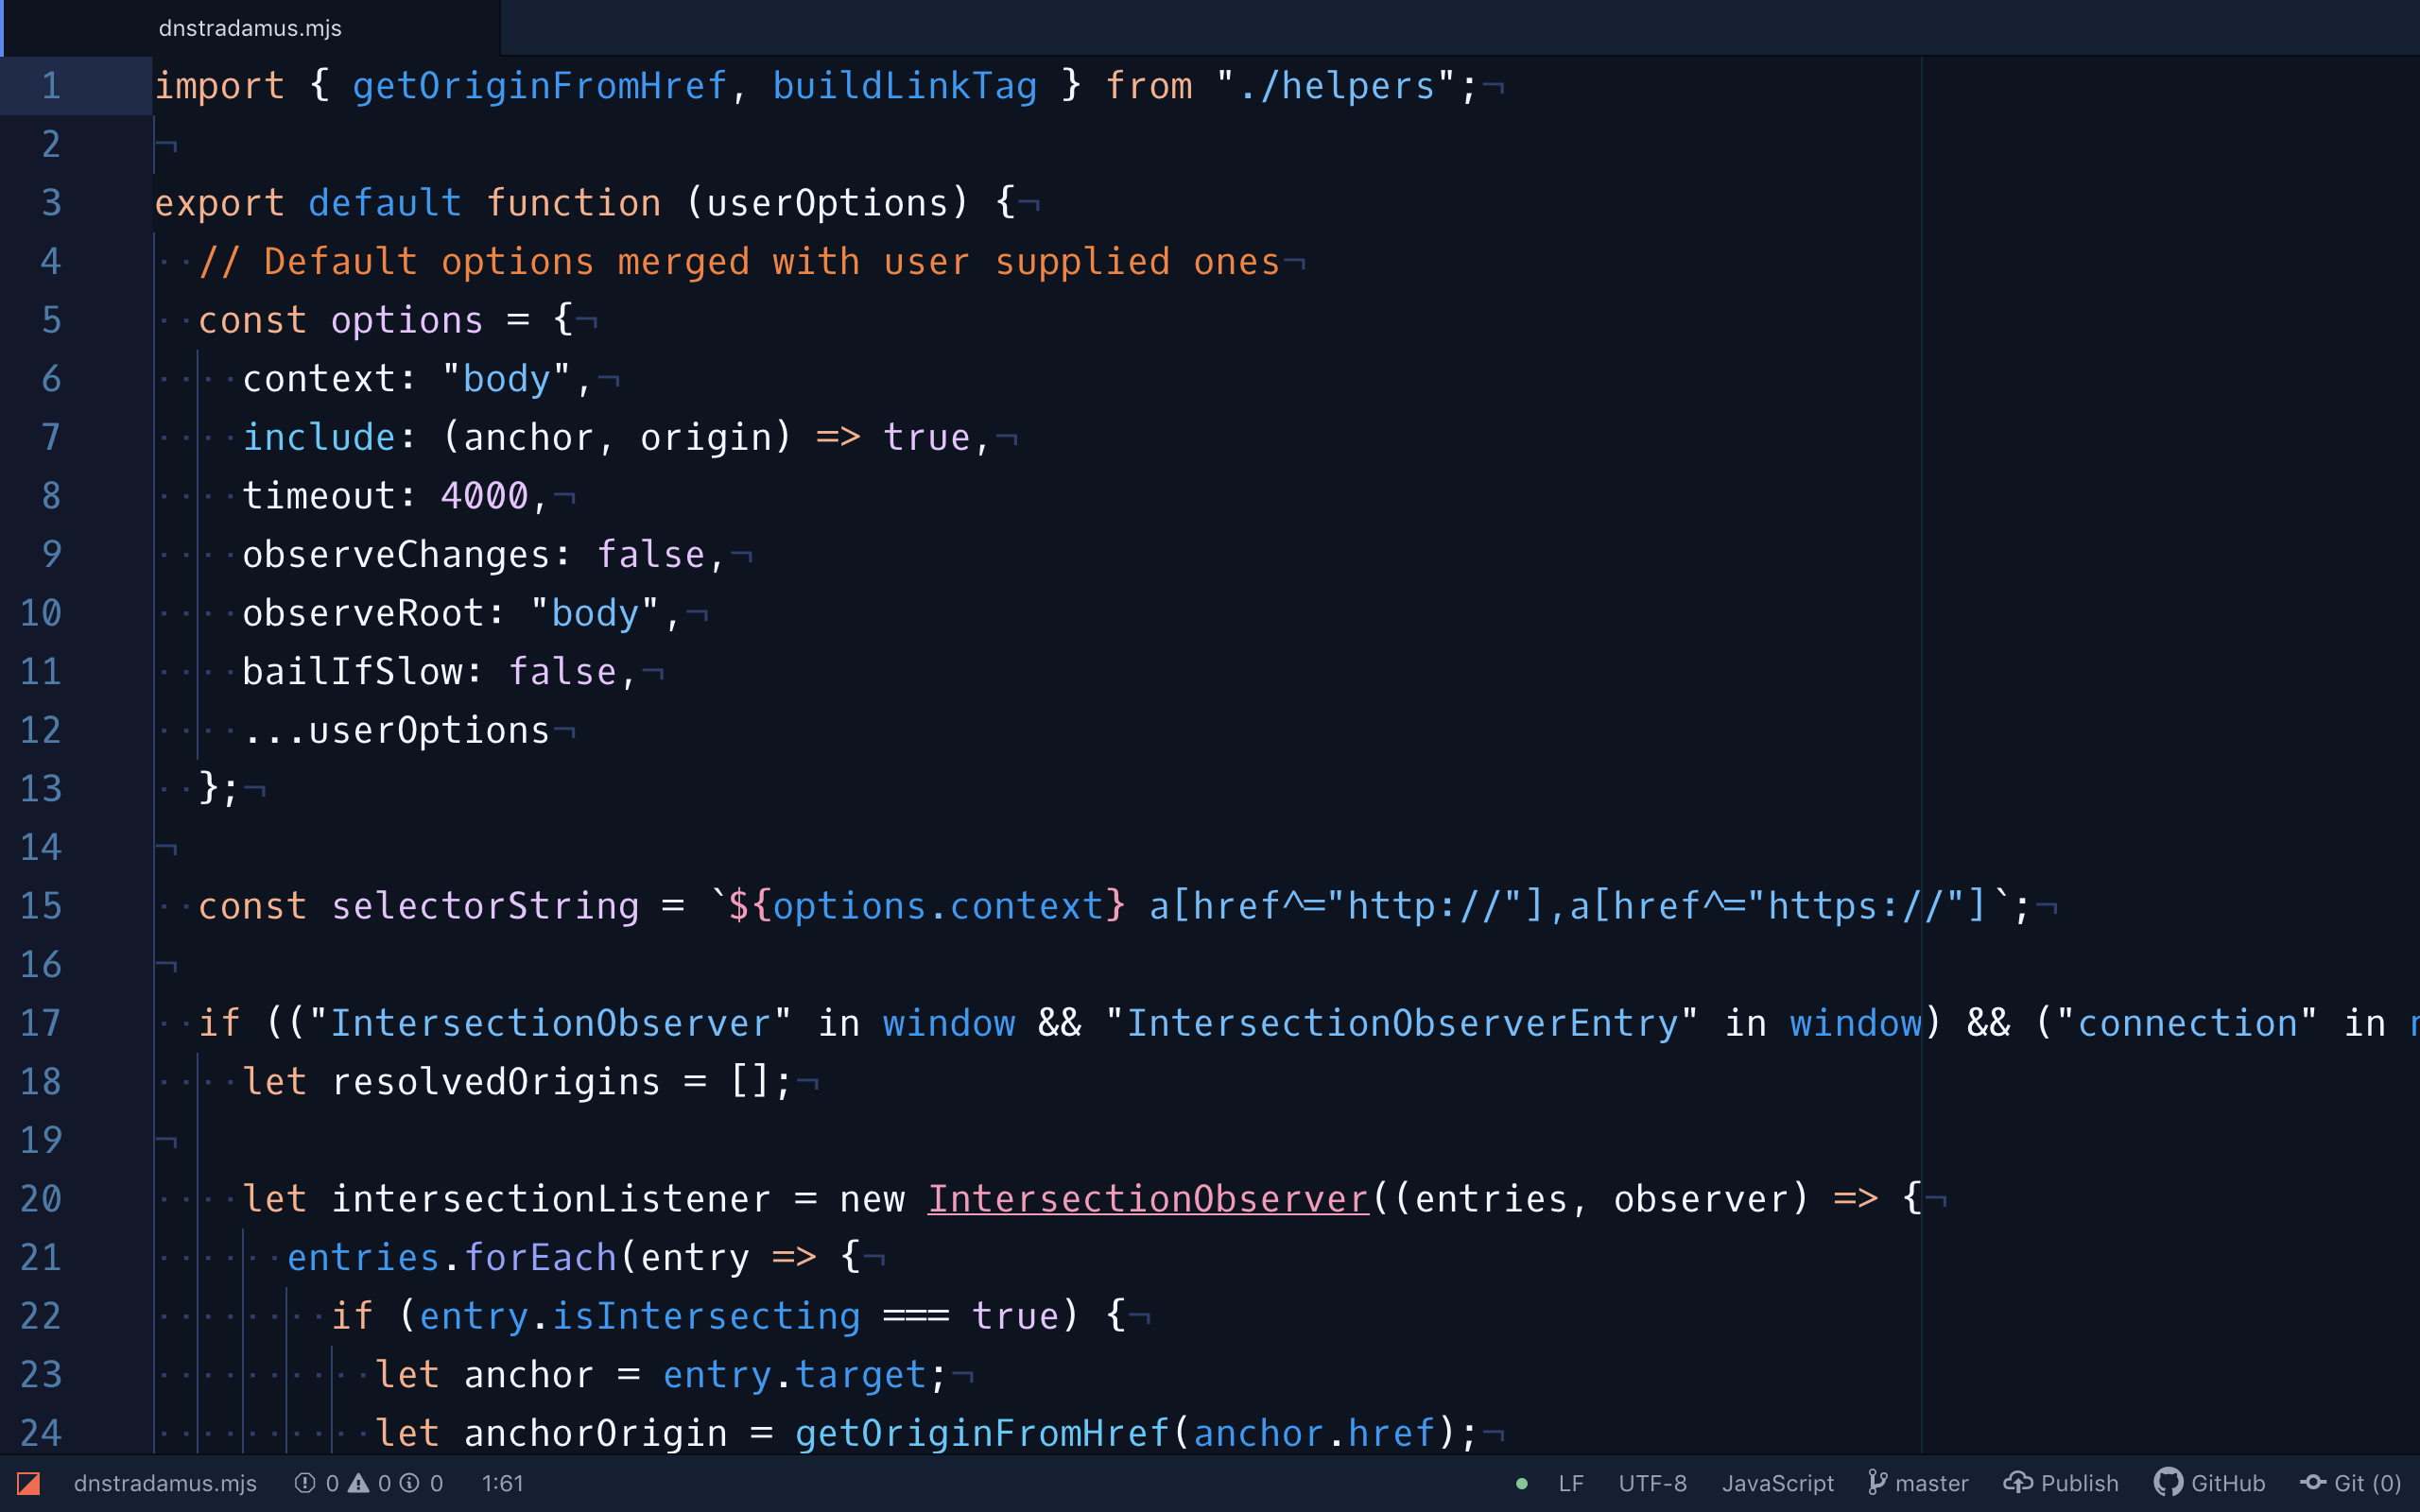 dnstradamus.mjs
1 import { getOriginFromHref, buildLinkTag } from "./helpers";¬
2 ¬
3 export default function (userOptions) {¬
4 ··// Default options merged with user supplied ones¬
5 ··const options = {¬
6 ····context: "body",¬
7 ····include: (anchor, origin) => true,¬
8 ····timeout: 4000,¬
9 ····observeChanges: false,¬
10 ····observeRoot: "body",¬
11 ····bailIfSlow: false,¬
12 ····...userOptions¬
13 ··};¬
14 ¬
15 ··const selectorString = `${options.context} a[href^="http://"],a[href^="https://"]`;¬
16 ¬
17 ··if (("IntersectionObserver" in window && "IntersectionObserverEntry" in window) && ("connection" in
18 ····let resolvedOrigins = [];¬
19 ¬
20 ····let intersectionListener = new IntersectionObserver((entries, observer) => {¬
21 ······entries.forEach(entry => {¬
22 ········if (entry.isIntersecting === true) {¬
23 ··········let anchor = entry.target;¬
24 ··········let anchorOrigin = getOriginFromHref(anchor.href);¬
dnstradamus.mjs 0 0 0 1:61 LF UTF-8 JavaScript master Publish GitHub Git (0)